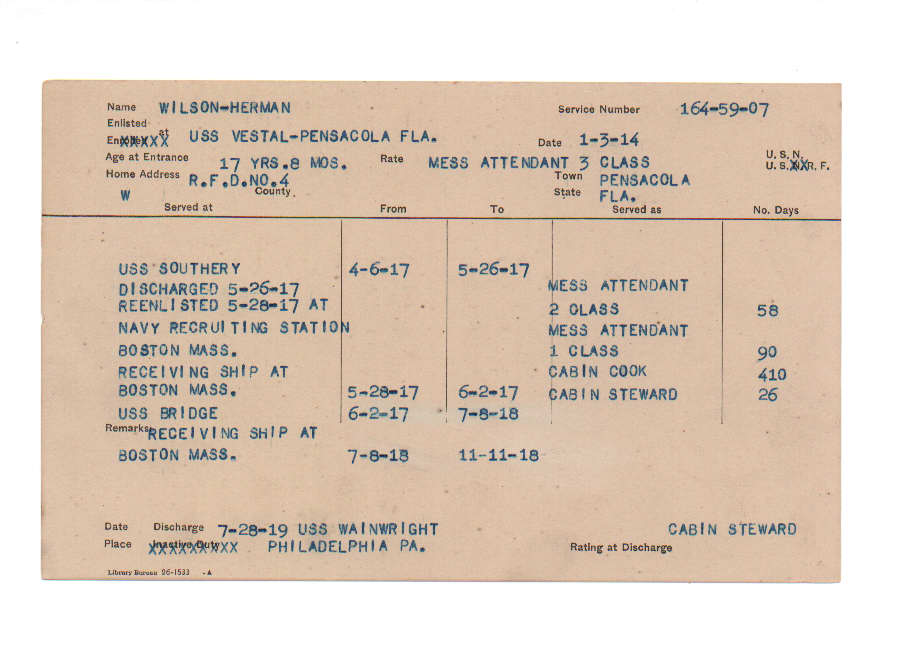 Name WILSON-HERMAN Service Number 164-59-07
Enlisted
Enrolled at USS VESTAL-PENSACOLA FLA. Date 1-3-14
Age at Entrance 17 YRS.8 MOS. Rate MESS ATTENDANT 3 CLASS U. S. N.
U. S. N. R. F.
Home Address R.F.D.NO.4 Town PENSACOLA
W County State FLA.
Served at From To Served as No. Days
USS SOUTHERY 4-6-17 5-26-17
DISCHARGED 5-26-17 MESS ATTENDANT
REENLISTED 5-28-17 AT 2 CLASS 58
NAVY RECRUITING STATION MESS ATTENDANT
BOSTON MASS. 1 CLASS 90
RECEIVING SHIP AT CABIN COOK 410
BOSTON MASS. 5-28-17 6-2-17 CABIN STEWARD 26
USS BRIDGE 6-2-17 7-8-18
Remarks RECEIVING SHIP AT
BOSTON MASS. 7-8-18 11-11-18
Date Discharge 7-28-19 USS WAINWRIGHT CABIN STEWARD
Place Inactive Duty PHILADELPHIA PA. Rating at Discharge
Library Bureau 26-1533 -A